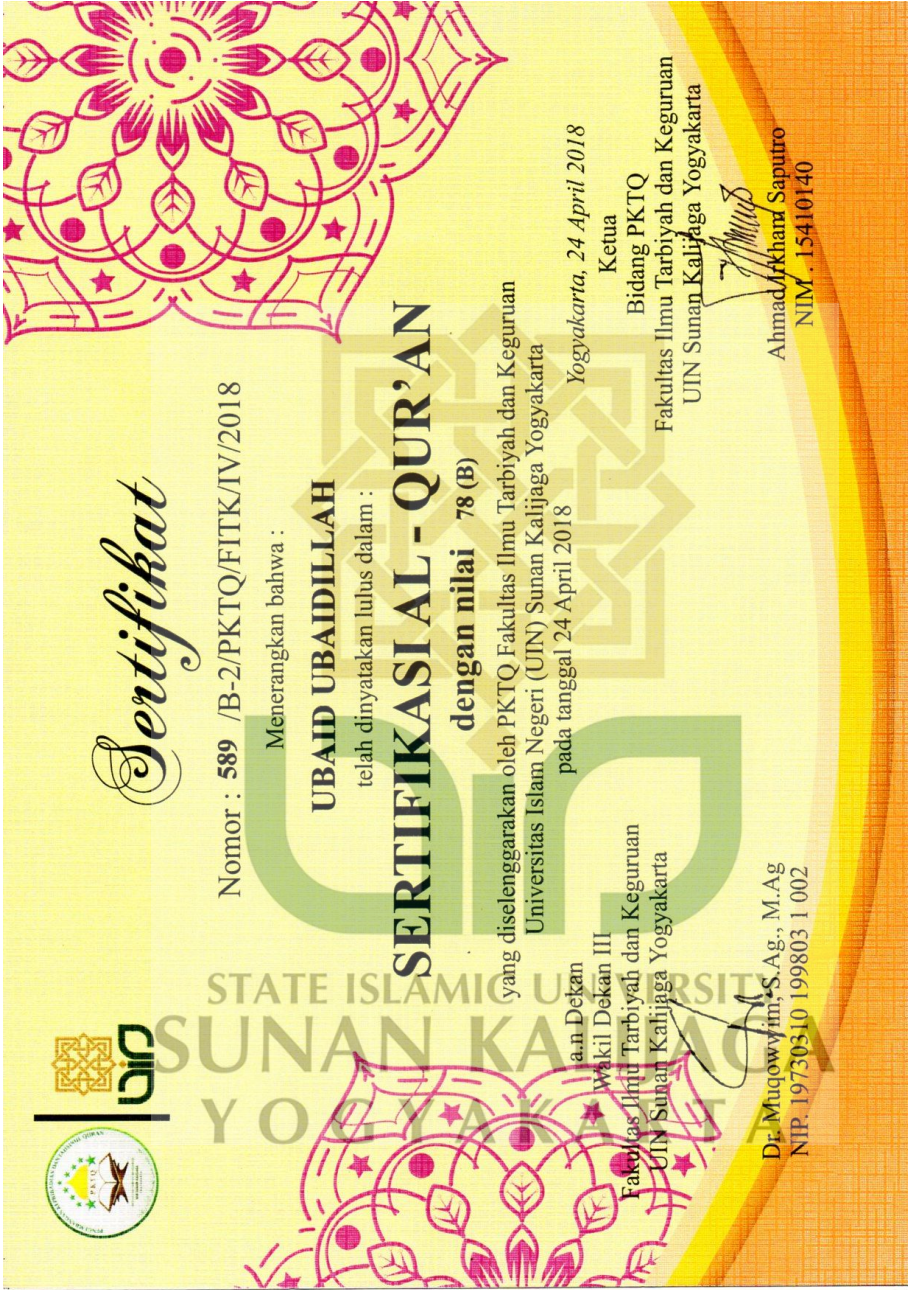 Sertifikat
Nomor : 589 /B-2/PKTQ/FITK/IV/2018
Menerangkan bahwa :
UBAID UBAIDILLAH
telah dinyatakan lulus dalam :
SERTIFIKASI AL - QUR'AN
dengan nilai 78 (B)
yang diselenggarakan oleh PKTQ Fakultas Ilmu Tarbiyah dan Keguruan
Universitas Islam Negeri (UIN) Sunan Kalijaga Yogyakarta
pada tanggal 24 April 2018
Yogyakarta, 24 April 2018
a.n Dekan
Wakil Dekan III
Fakultas Ilmu Tarbiyah dan Keguruan
UIN Sunan Kalijaga Yogyakarta
Dr. Muqowwim, S.Ag., M.Ag
NIP. 19730310 199803 1 002
Ketua
Bidang PKTQ
Fakultas Ilmu Tarbiyah dan Keguruan
UIN Sunan Kalijaga Yogyakarta
Ahmad Irkham Saputro
NIM . 15410140
PKTQ
uin
STATE ISLAMIC UNIVERSITY
SUNAN KALIJAGA
YOGYAKARTA